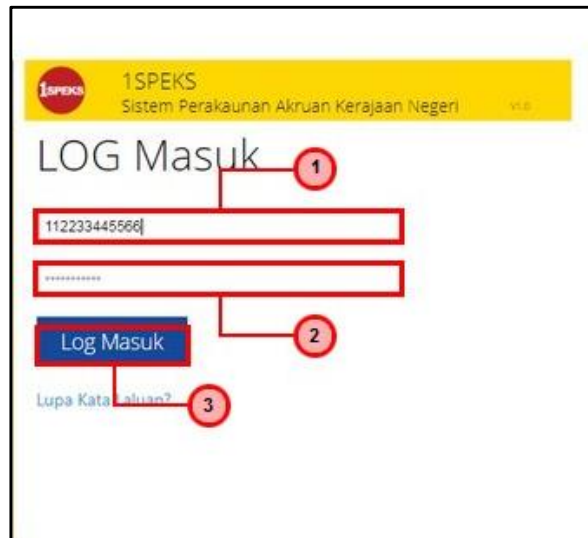 1SPEKS
1SPEKS
Sistem Perakaunan Akruan Kerajaan Negeri V1.0
LOG Masuk
1
112233445566
***********
2
Log Masuk
Lupa Kata Laluan?
3